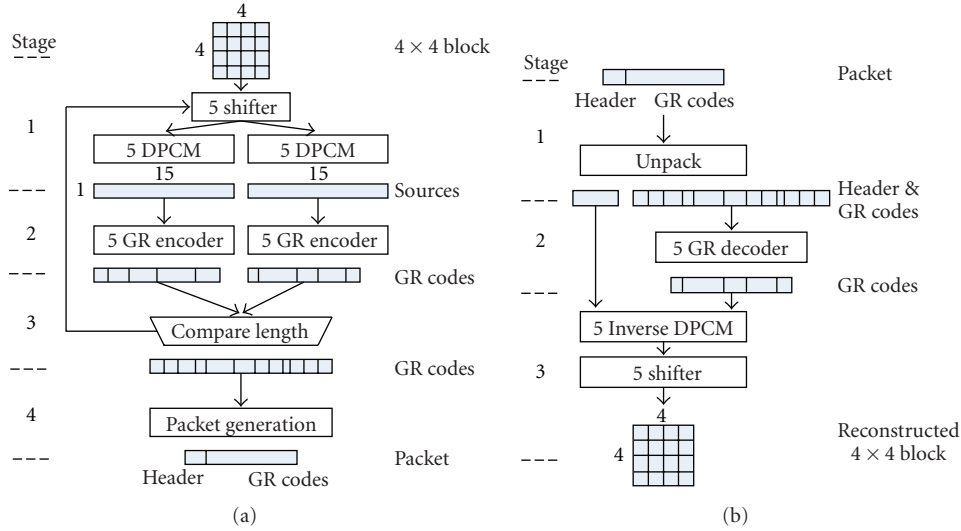 Stage
4
4
4 × 4 block
5 shifter
1
5 DPCM
5 DPCM
15
15
1
Sources
2
5 GR encoder
5 GR encoder
GR codes
3
Compare length
GR codes
4
Packet generation
Packet
Header
GR codes
(a)
Stage
Packet
Header
GR codes
1
Unpack
Header &
GR codes
2
5 GR decoder
GR codes
5 Inverse DPCM
3
5 shifter
4
4
Reconstructed
4 × 4 block
(b)